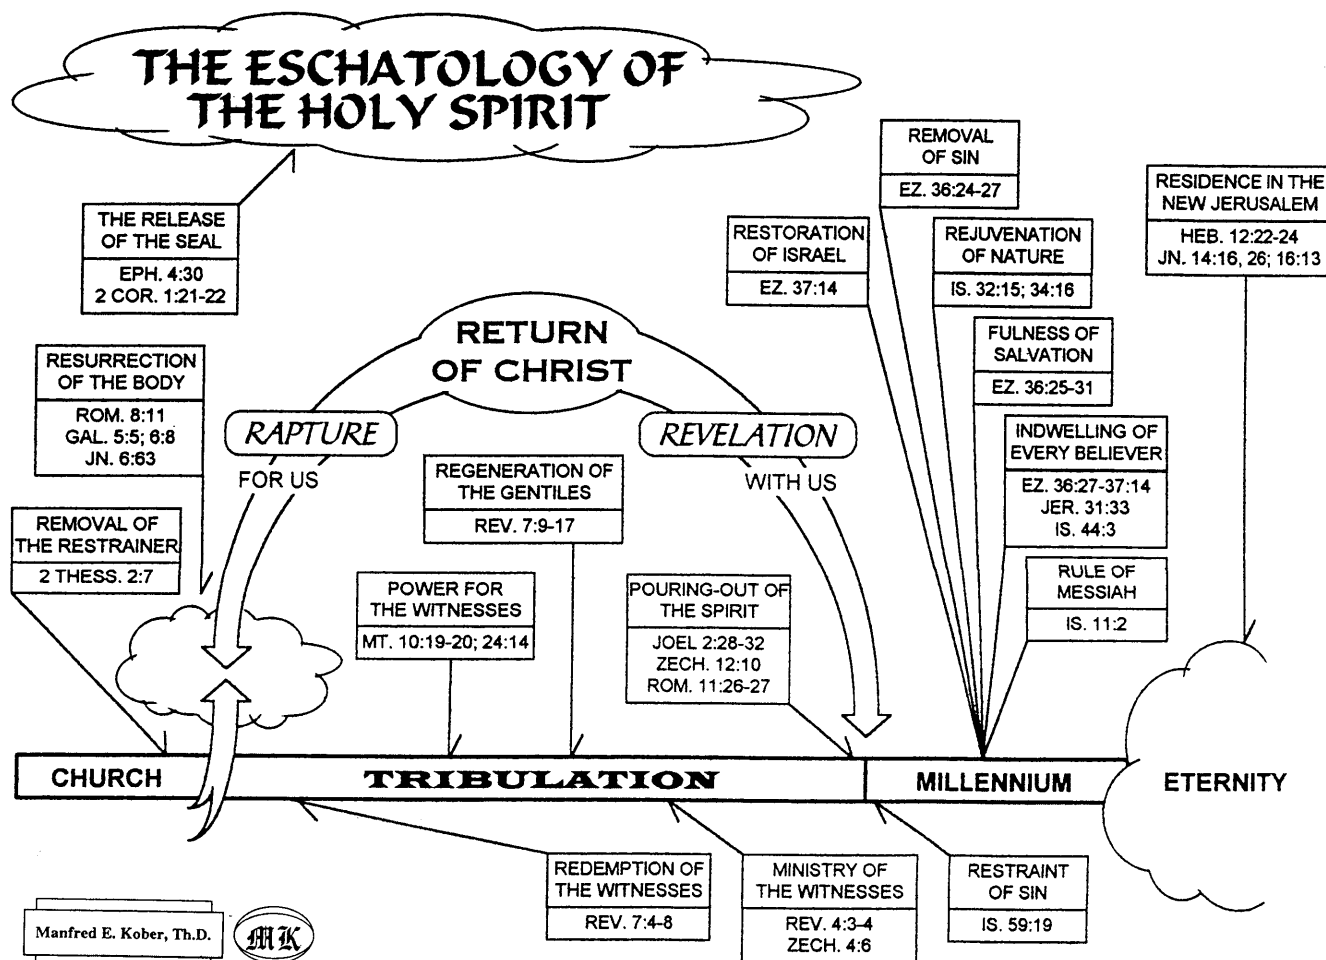 THE ESCHATOLOGY OF
THE HOLY SPIRIT
THE RELEASE
OF THE SEAL
EPH. 4:30
2 COR. 1:21-22
RESURRECTION
OF THE BODY
ROM. 8:11
GAL. 5:5; 6:8
JN. 6:63
REMOVAL OF
THE RESTRAINER
2 THESS. 2:7
RETURN
OF CHRIST
RAPTURE
FOR US
REVELATION
WITH US
REGENERATION OF
THE GENTILES
REV. 7:9-17
POWER FOR
THE WITNESSES
MT. 10:19-20; 24:14
POURING-OUT OF
THE SPIRIT
JOEL 2:28-32
ZECH. 12:10
ROM. 11:26-27
RESTORATION
OF ISRAEL
EZ. 37:14
REMOVAL
OF SIN
EZ. 36:24-27
REJUVENATION
OF NATURE
IS. 32:15; 34:16
FULNESS OF
SALVATION
EZ. 36:25-31
INDWELLING OF
EVERY BELIEVER
EZ. 36:27-37:14
JER. 31:33
IS. 44:3
RULE OF
MESSIAH
IS. 11:2
RESIDENCE IN THE
NEW JERUSALEM
HEB. 12:22-24
JN. 14:16, 26; 16:13
CHURCH
TRIBULATION
MILLENNIUM
ETERNITY
REDEMPTION OF
THE WITNESSES
REV. 7:4-8
MINISTRY OF
THE WITNESSES
REV. 4:3-4
ZECH. 4:6
RESTRAINT
OF SIN
IS. 59:19
Manfred E. Kober, Th.D.
MK